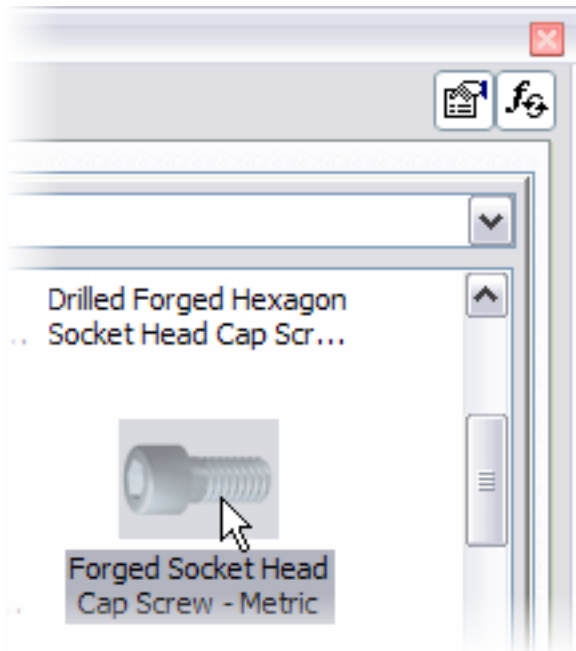 Drilled Forged Hexagon
.. Socket Head Cap Scr...
Forged Socket Head
Cap Screw - Metric
..